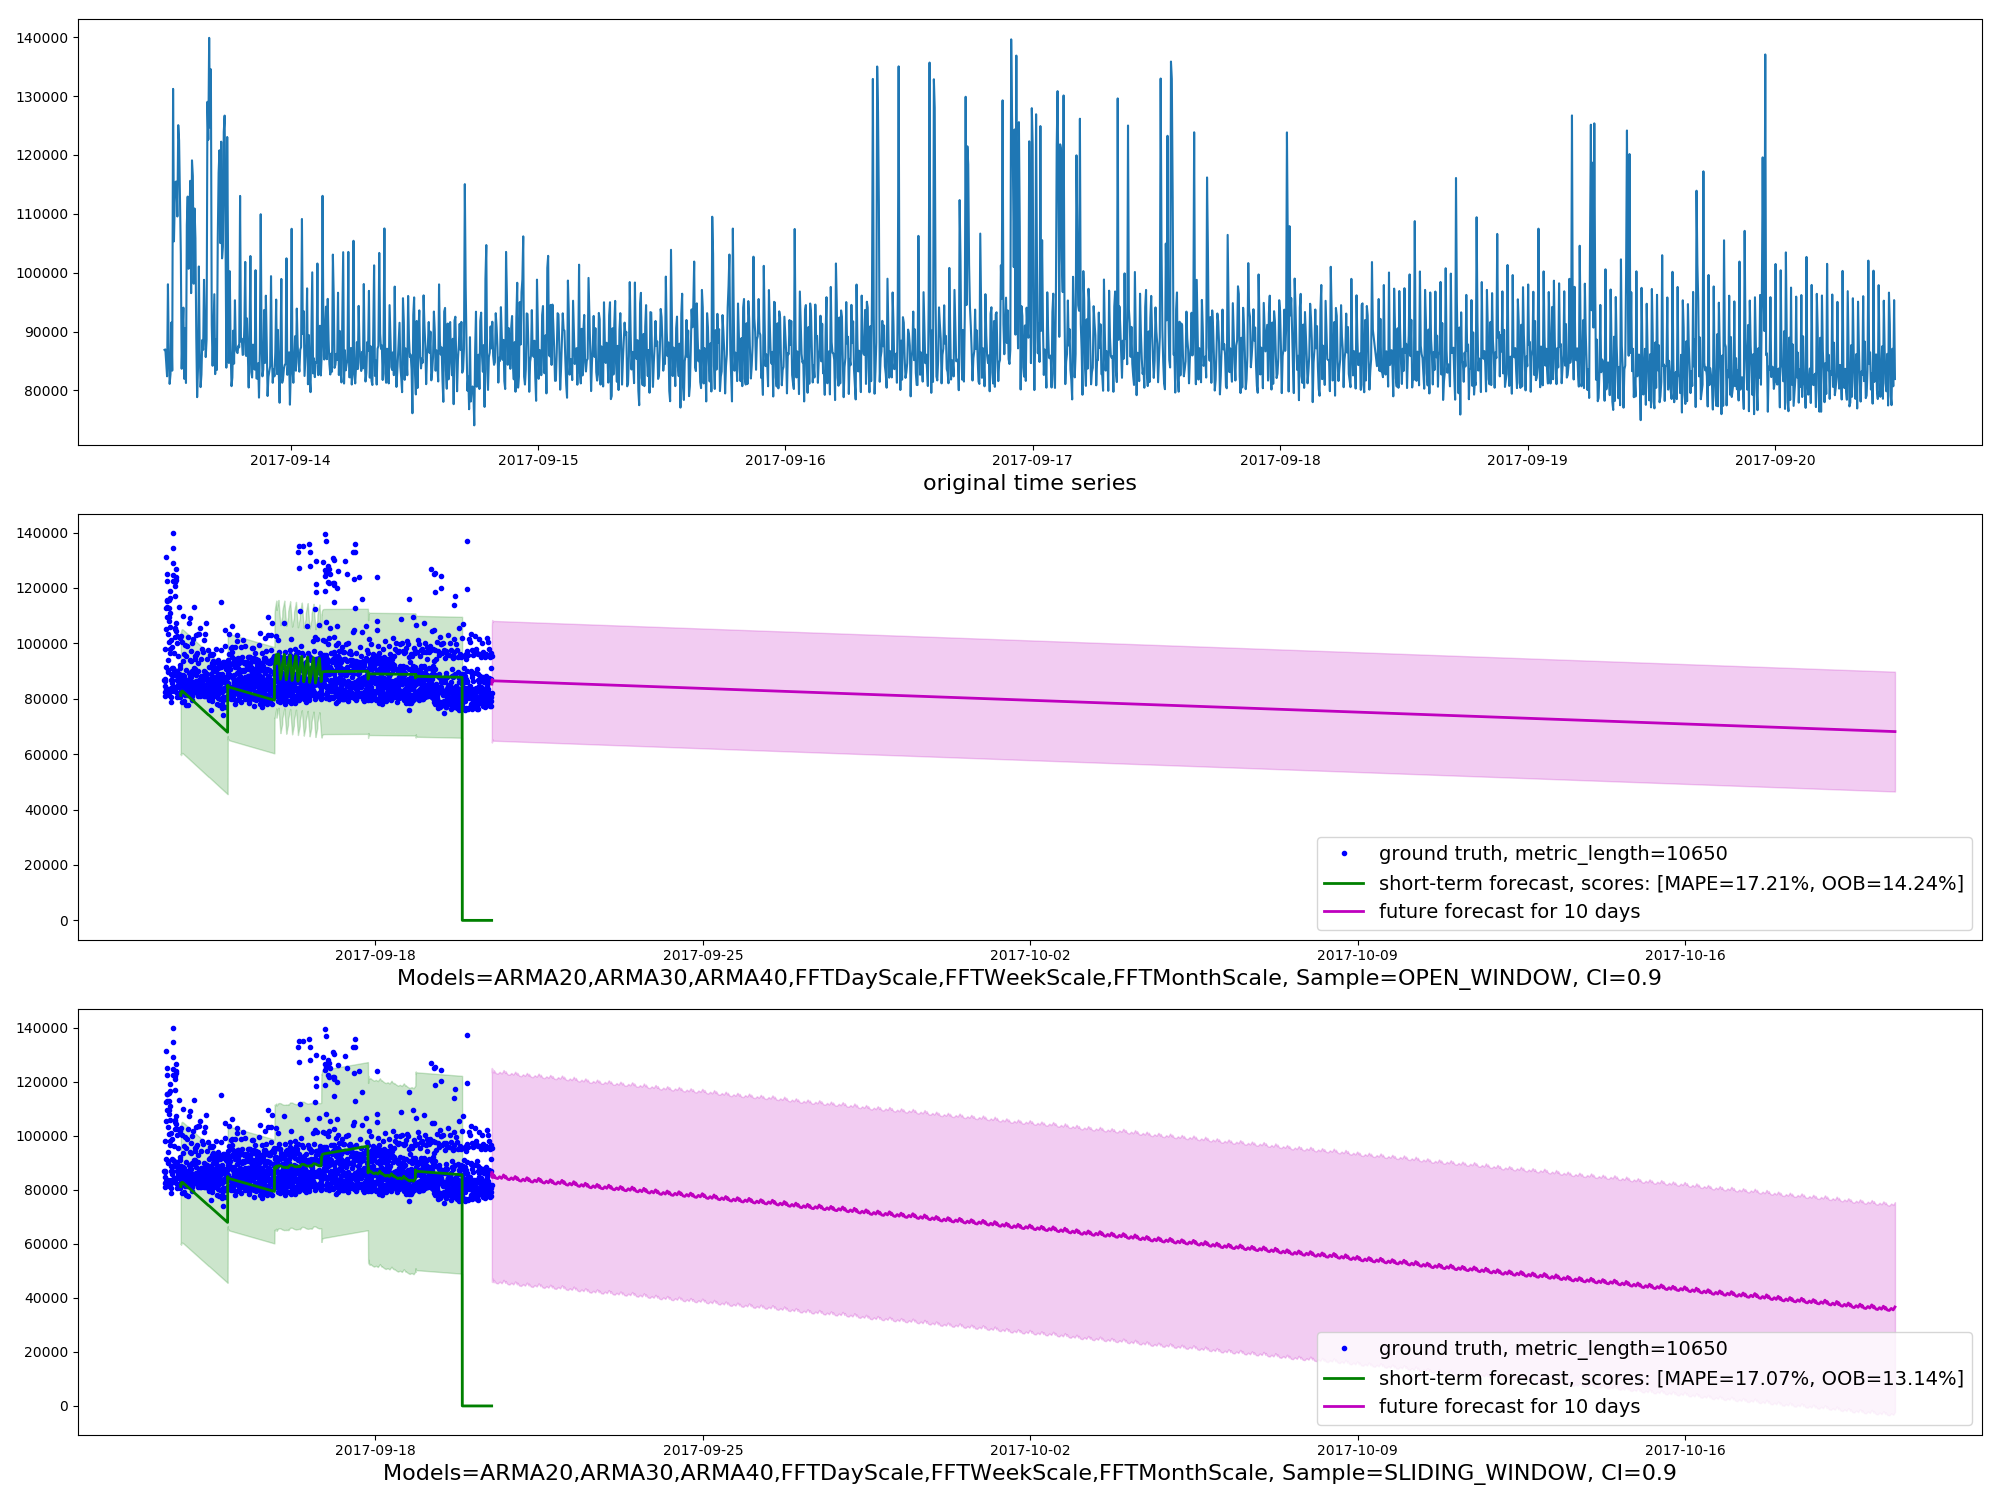 140000
130000
120000
110000
100000
90000
80000
2017-09-14 2017-09-15 2017-09-16 2017-09-17 2017-09-18 2017-09-19 2017-09-20
original time series
140000
120000
100000
80000
60000
40000
20000
0
ground truth, metric_length=10650
short-term forecast, scores: [MAPE=17.21%, OOB=14.24%]
future forecast for 10 days
2017-09-18 2017-09-25 2017-10-02 2017-10-09 2017-10-16
Models=ARMA20,ARMA30,ARMA40,FFTDayScale,FFTWeekScale,FFTMonthScale, Sample=OPEN_WINDOW, CI=0.9
140000
120000
100000
80000
60000
40000
20000
0
ground truth, metric_length=10650
short-term forecast, scores: [MAPE=17.07%, OOB=13.14%]
future forecast for 10 days
2017-09-18 2017-09-25 2017-10-02 2017-10-09 2017-10-16
Models=ARMA20,ARMA30,ARMA40,FFTDayScale,FFTWeekScale,FFTMonthScale, Sample=SLIDING_WINDOW, CI=0.9